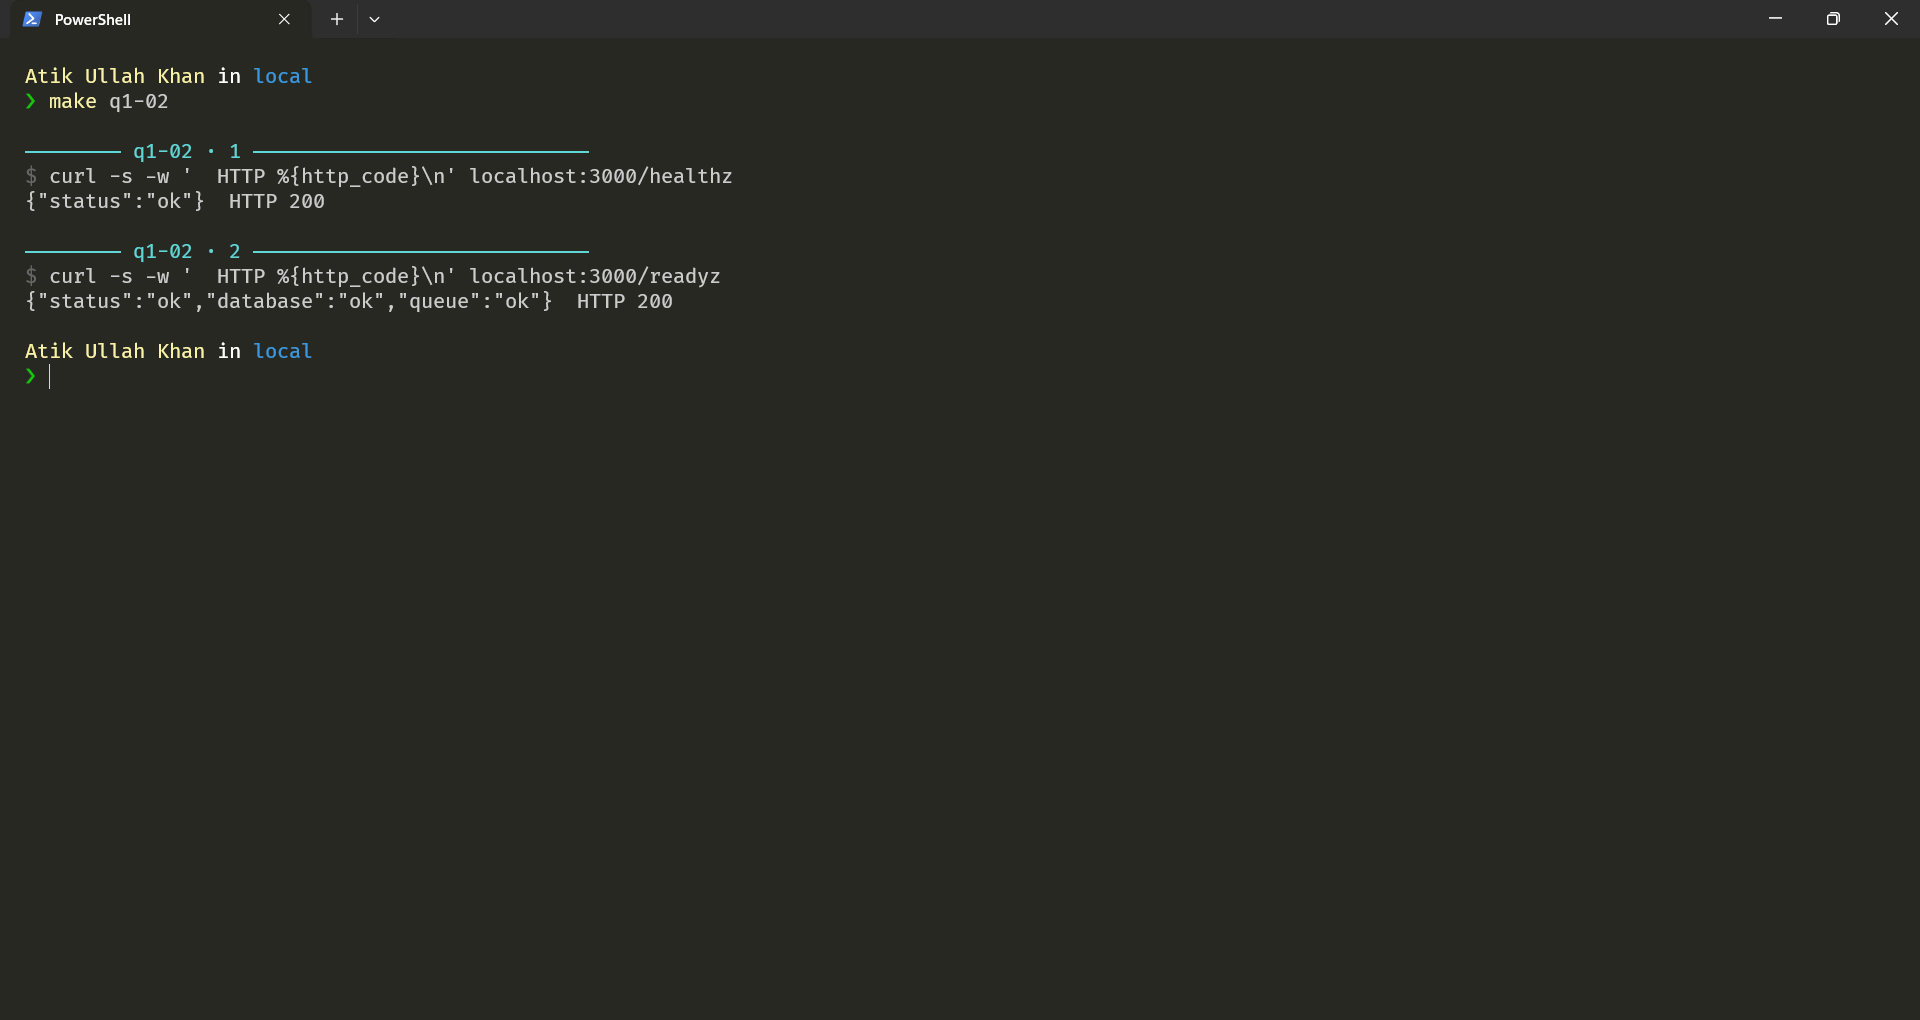 PowerShell
Atik Ullah Khan in local
❯ make q1-02
──────── q1-02 · 1 ────────────────────────────
$ curl -s -w '  HTTP %{http_code}\n' localhost:3000/healthz
{"status":"ok"}  HTTP 200
──────── q1-02 · 2 ────────────────────────────
$ curl -s -w '  HTTP %{http_code}\n' localhost:3000/readyz
{"status":"ok","database":"ok","queue":"ok"}  HTTP 200
Atik Ullah Khan in local
❯